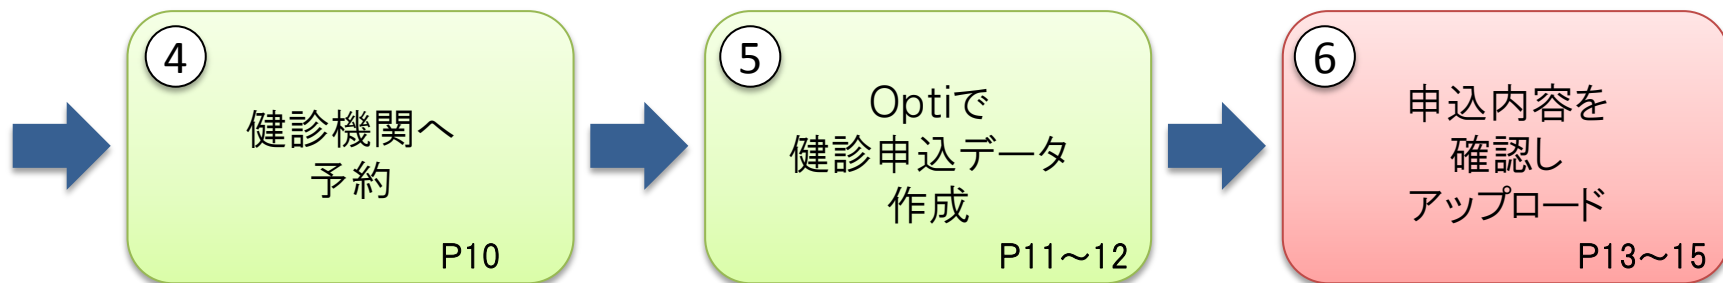 ④
健診機関へ
予約
P10
⑤
Optiで
健診申込データ
作成
P11～12
⑥
申込内容を
確認し
アップロード
P13～15